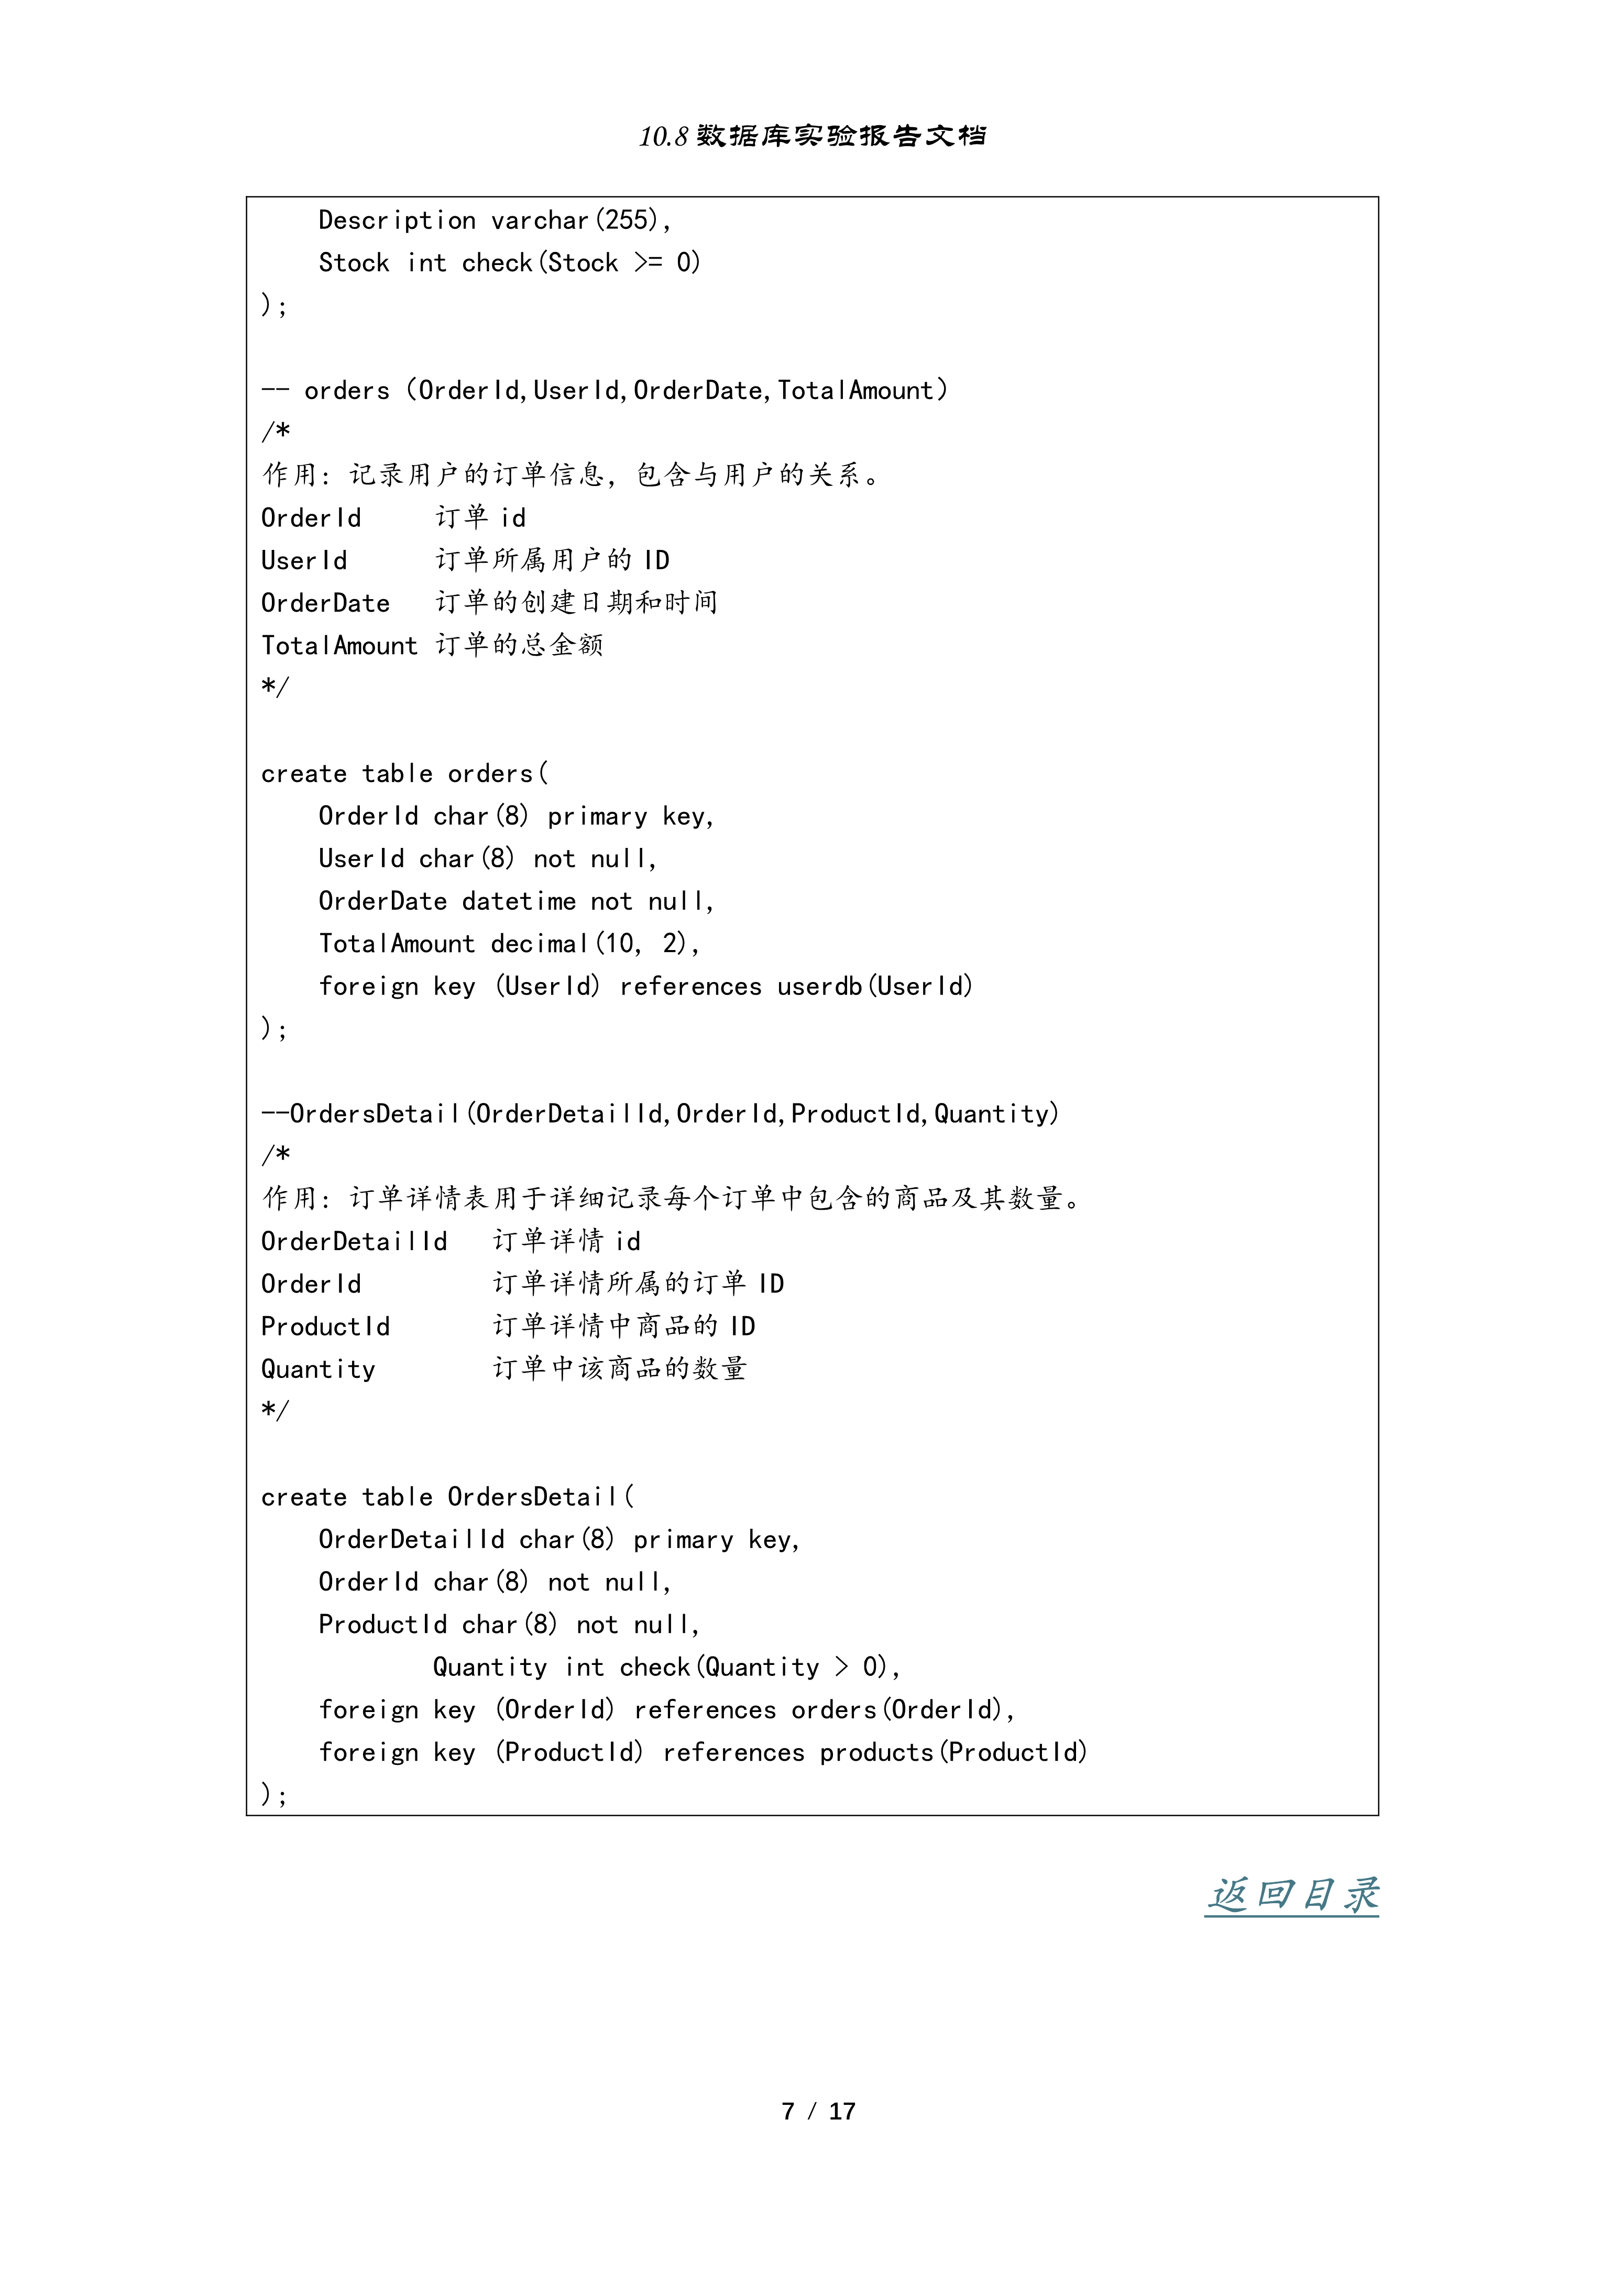 10.8 数据库实验报告文档
    Description varchar(255),
    Stock int check(Stock >= 0)
);
-- orders（OrderId,UserId,OrderDate,TotalAmount）
/*
作用：记录用户的订单信息，包含与用户的关系。
OrderId     订单 id
UserId      订单所属用户的 ID
OrderDate   订单的创建日期和时间
TotalAmount 订单的总金额
*/
create table orders(
    OrderId char(8) primary key,
    UserId char(8) not null,
    OrderDate datetime not null,
    TotalAmount decimal(10, 2),
    foreign key (UserId) references userdb(UserId)
);
--OrdersDetail(OrderDetailId,OrderId,ProductId,Quantity)
/*
作用：订单详情表用于详细记录每个订单中包含的商品及其数量。
OrderDetailId   订单详情 id
OrderId         订单详情所属的订单 ID
ProductId       订单详情中商品的 ID
Quantity        订单中该商品的数量
*/
create table OrdersDetail(
    OrderDetailId char(8) primary key,
    OrderId char(8) not null,
    ProductId char(8) not null,
            Quantity int check(Quantity > 0),
    foreign key (OrderId) references orders(OrderId),
    foreign key (ProductId) references products(ProductId)
);
返回目录
7 / 17